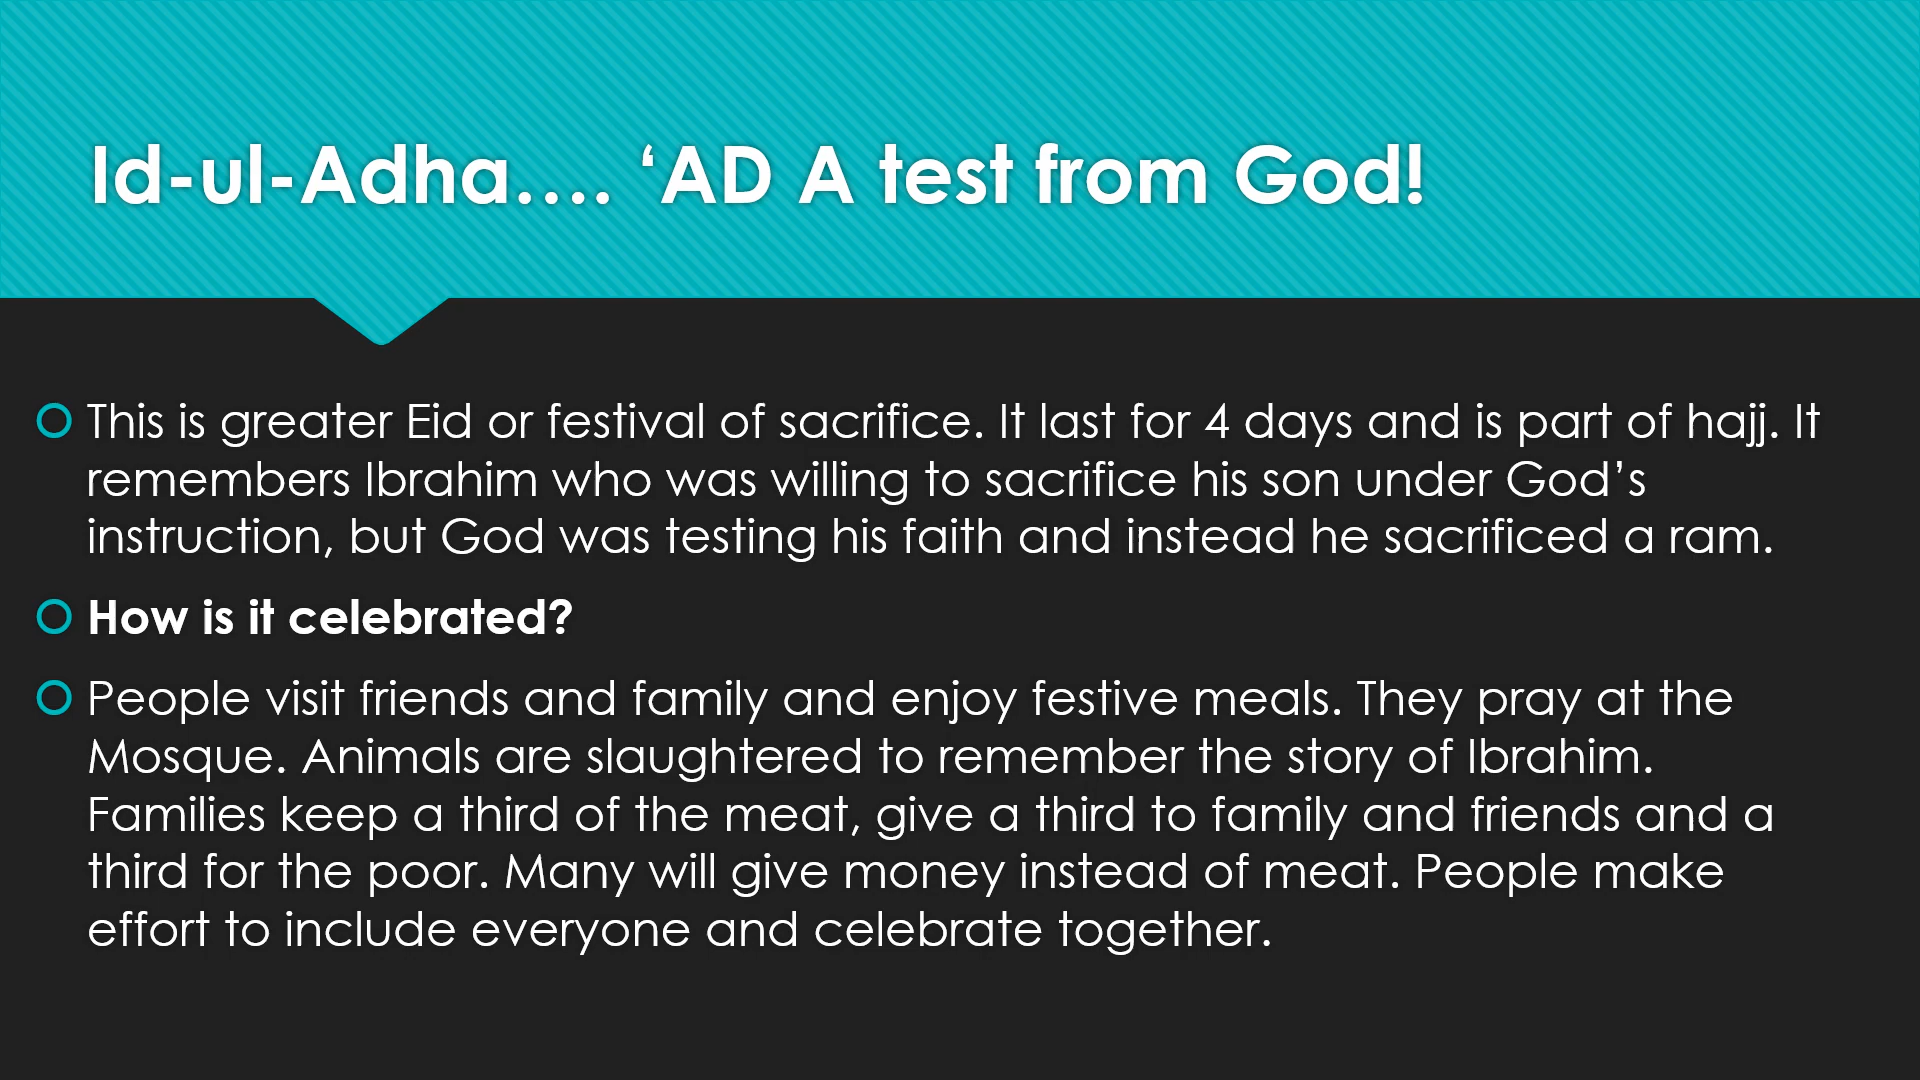 Id-ul-Adha…. ‘AD A test from God!
This is greater Eid or festival of sacrifice. It last for 4 days and is part of hajj. It
remembers Ibrahim who was willing to sacrifice his son under God’s
instruction, but God was testing his faith and instead he sacrificed a ram.
How is it celebrated?
People visit friends and family and enjoy festive meals. They pray at the
Mosque. Animals are slaughtered to remember the story of Ibrahim.
Families keep a third of the meat, give a third to family and friends and a
third for the poor. Many will give money instead of meat. People make
effort to include everyone and celebrate together.